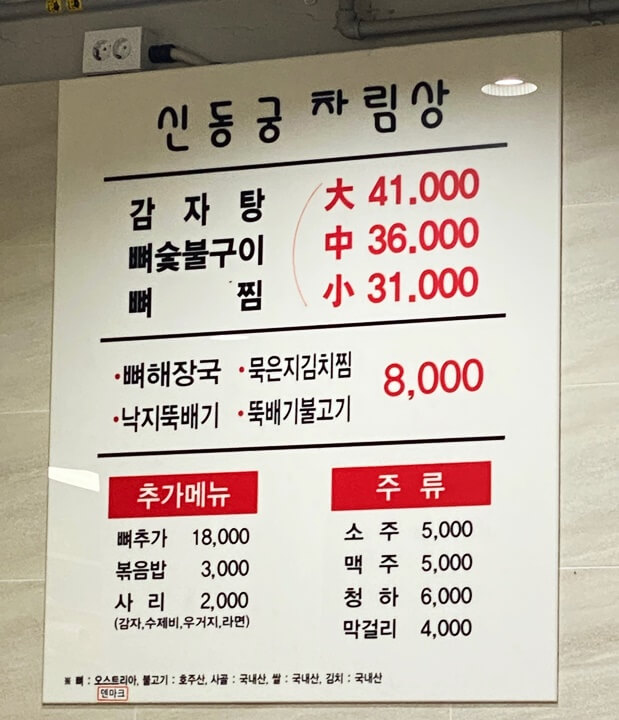 신동궁 차림상
감 자 탕 大 41.000
뼈숯불구이 中 36.000
뼈 찜 小 31.000
•뼈해장국 •묵은지김치찜 8,000
•낙지뚝배기 •뚝배기불고기
추가메뉴 주 류
뼈추가 18,000 소 주 5,000
볶음밥 3,000 맥 주 5,000
사 리 2,000 청 하 6,000
(감자,수제비,우거지,라면) 막걸리 4,000
※ 뼈 : 오스트리아, 불고기 : 호주산, 사골 : 국내산, 쌀 : 국내산, 김치 : 국내산
덴마크